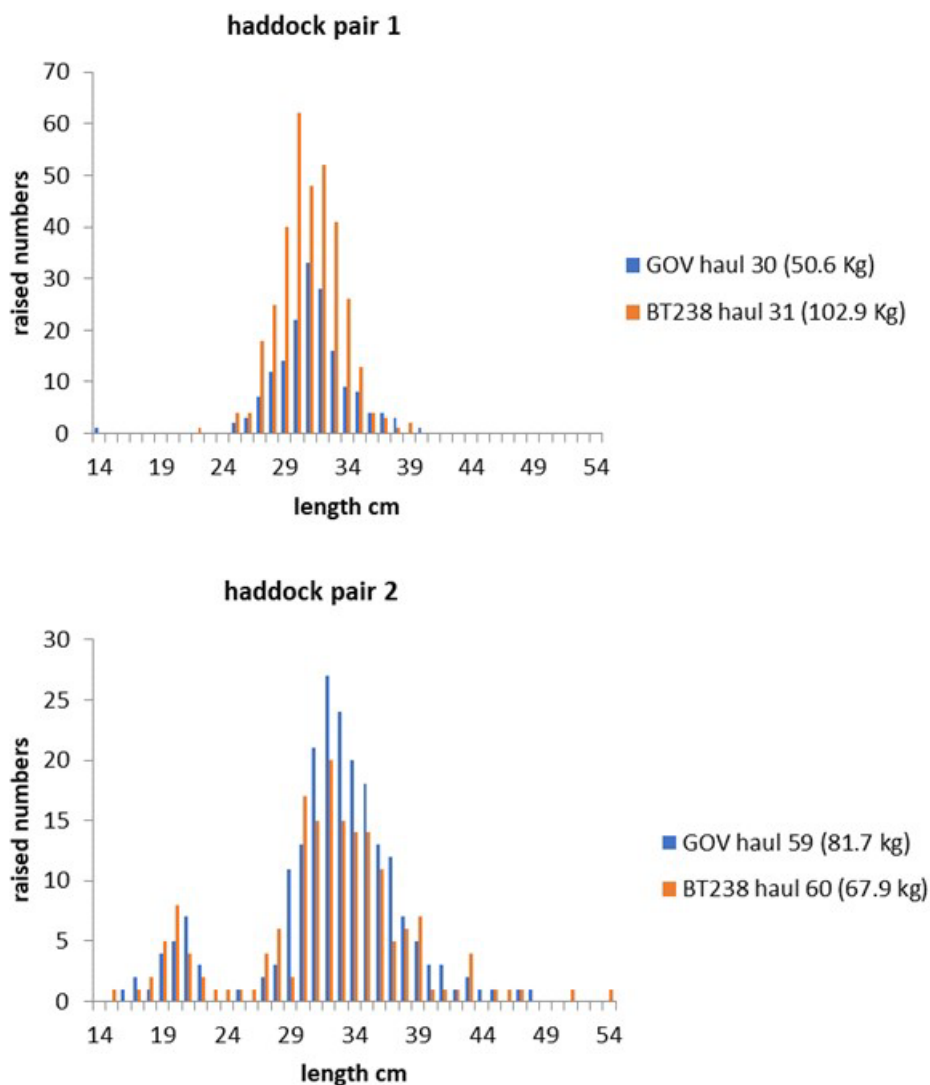 haddock pair 1
70
60
50
40
30
20
10
0
raised numbers
14 19 24 29 34 39 44 49 54
length cm
GOV haul 30 (50.6 Kg)
BT238 haul 31 (102.9 Kg)
haddock pair 2
30
25
20
15
10
5
0
raised numbers
14 19 24 29 34 39 44 49 54
length cm
GOV haul 59 (81.7 kg)
BT238 haul 60 (67.9 kg)